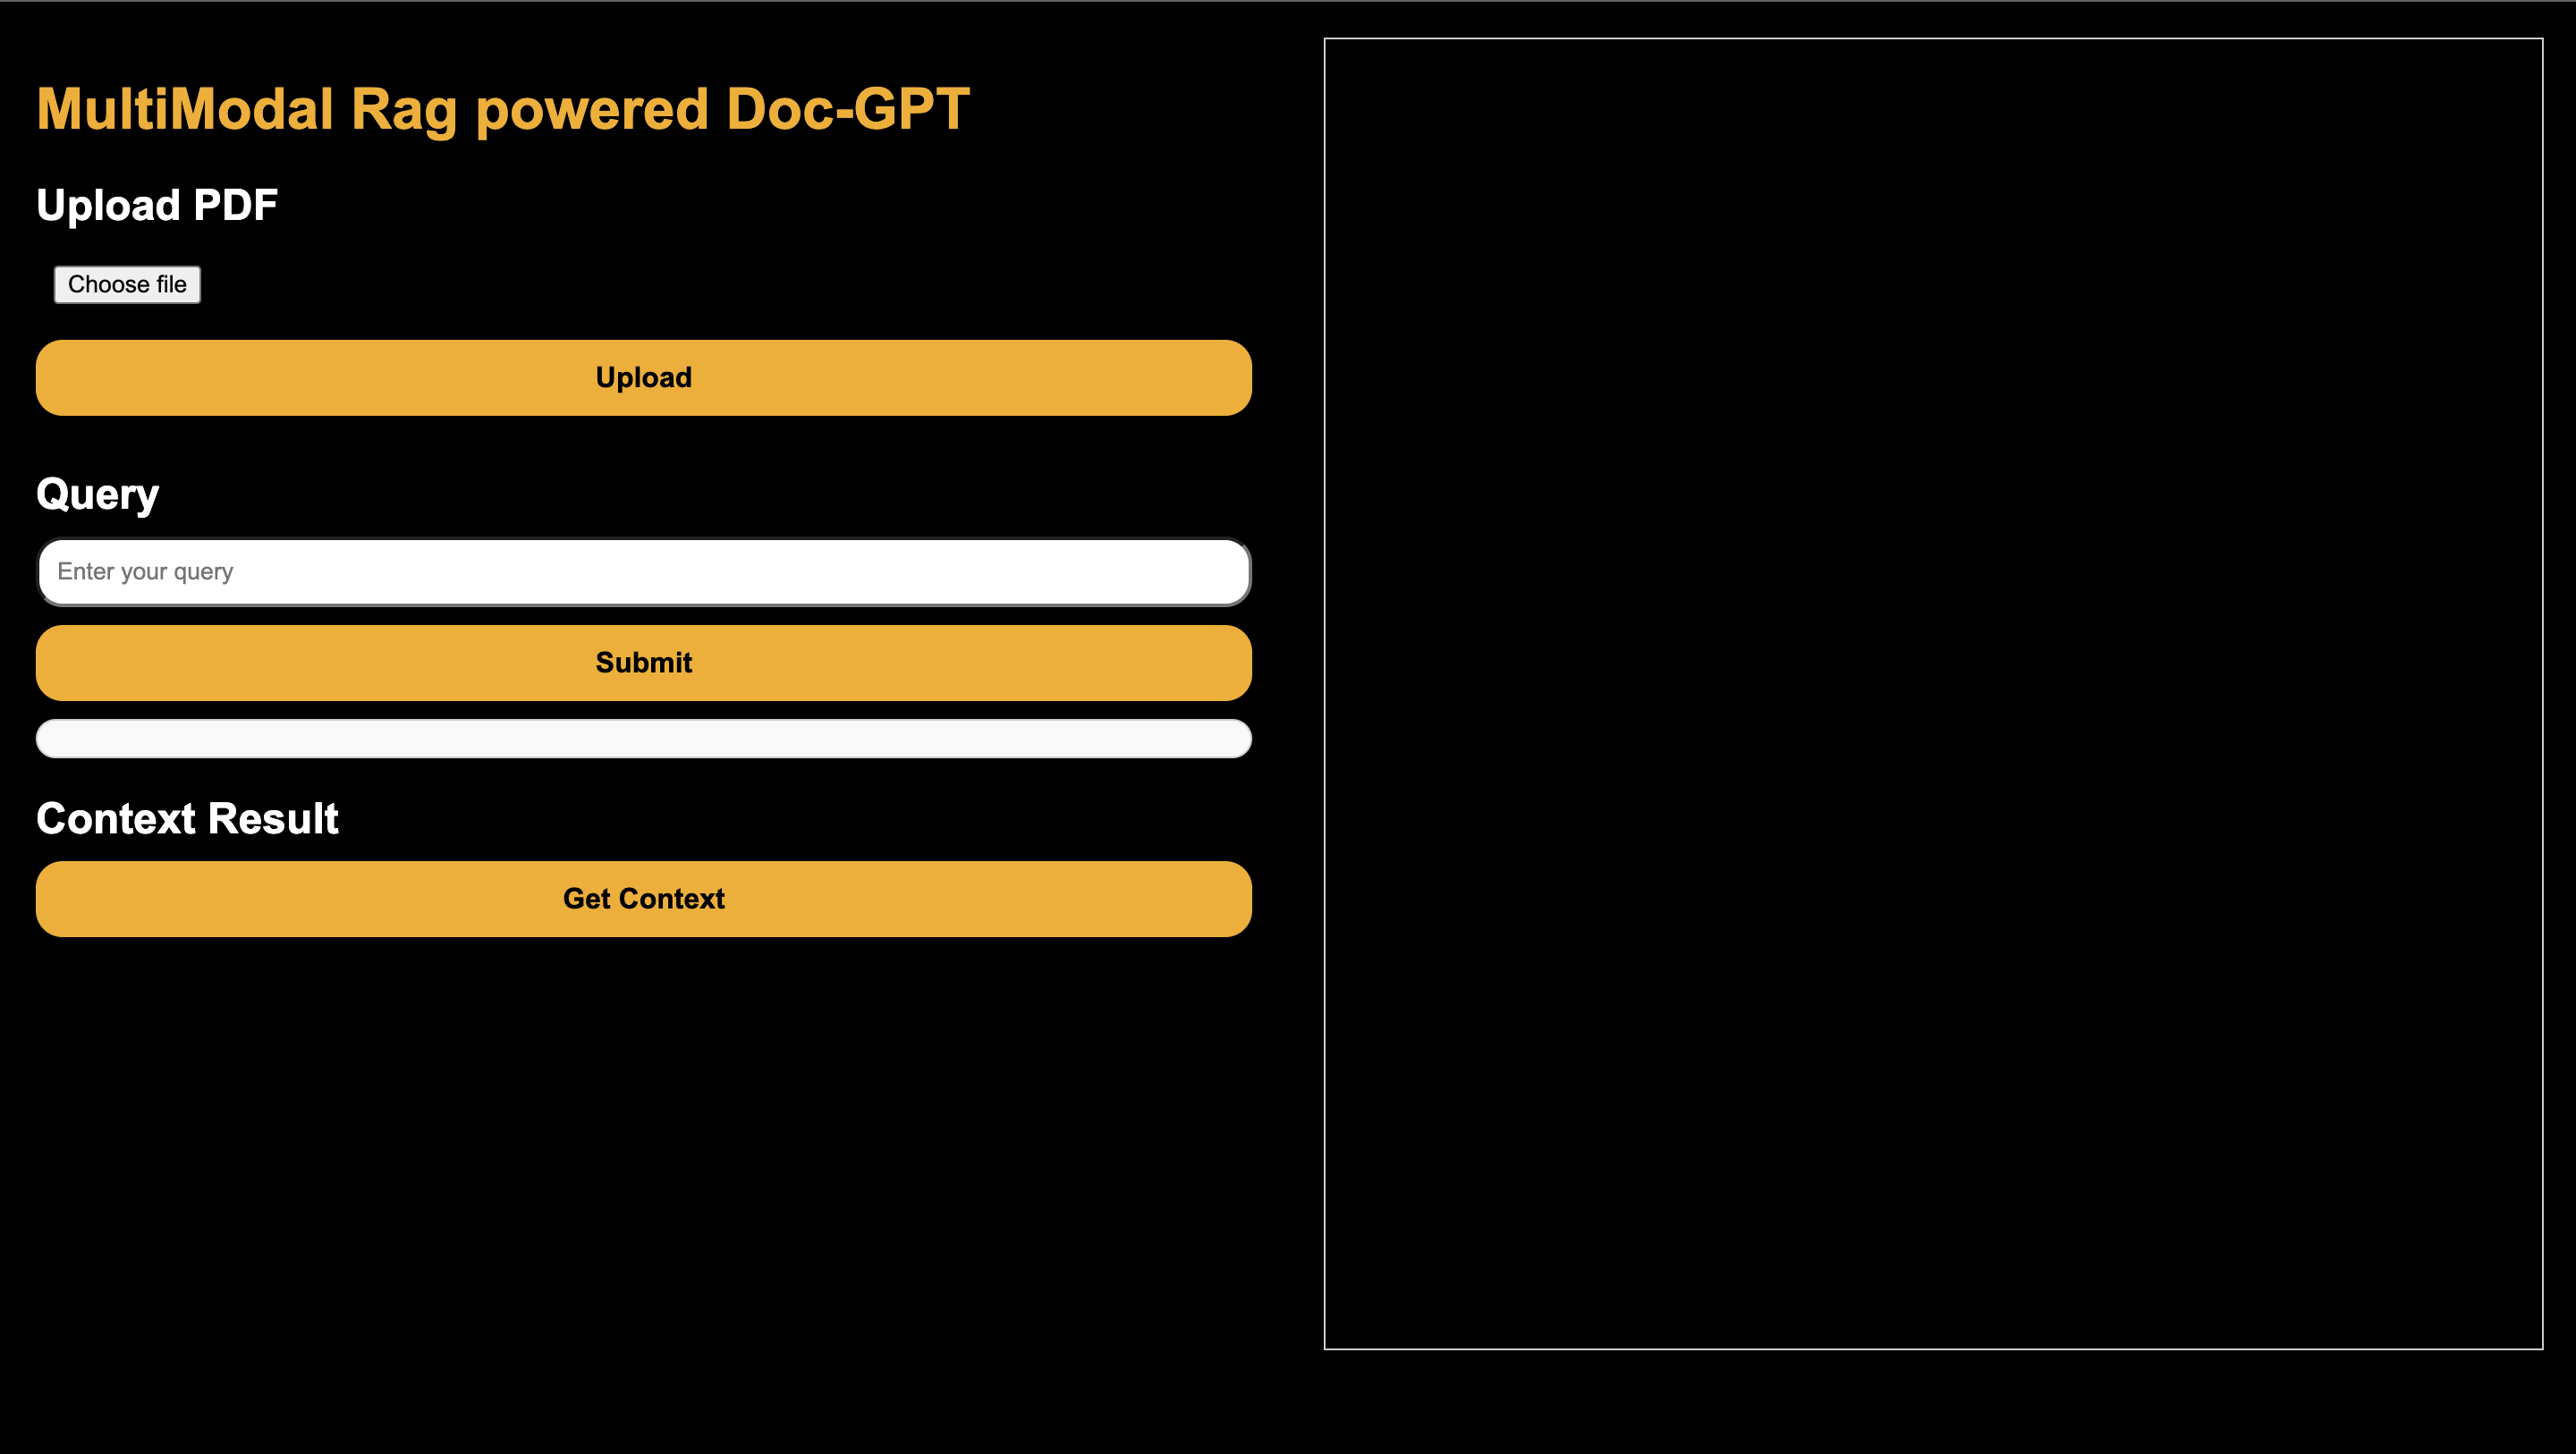 MultiModal Rag powered Doc-GPT
Upload PDF
Choose file
Upload
Query
Enter your query
Submit
Context Result
Get Context